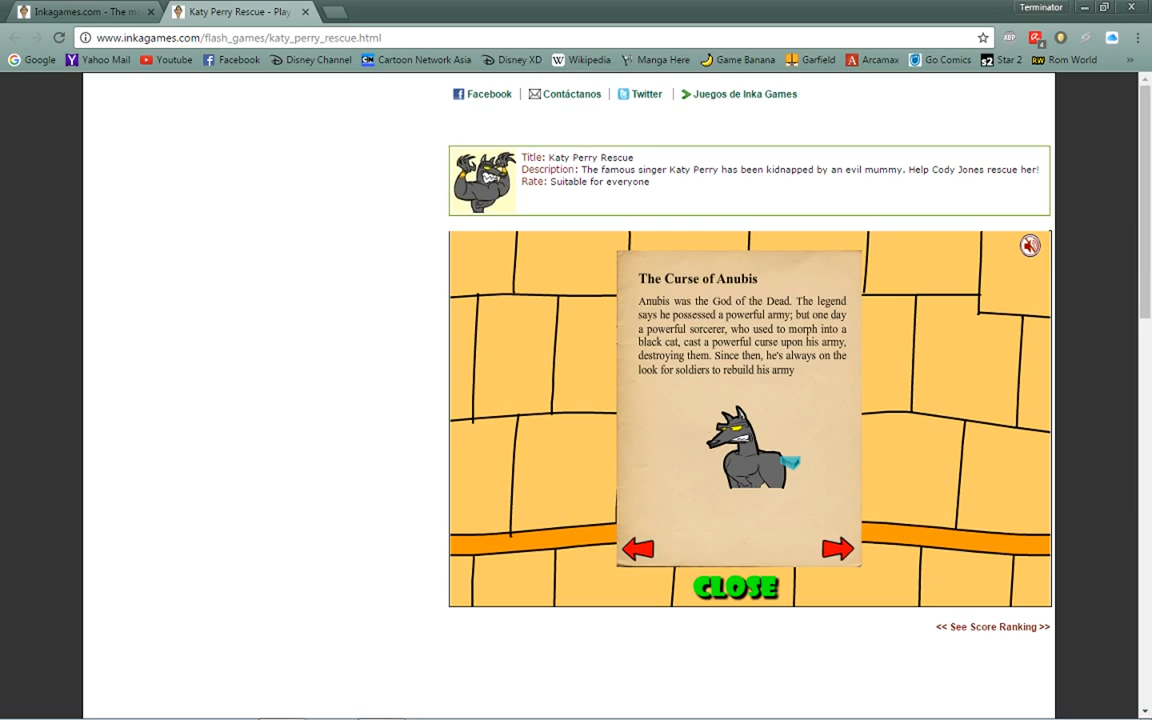 Inkagames.com - The m
Katy Perry Rescue - Play
Terminator
www.inkagames.com/flash_games/katy_perry_rescue.html
ABP
4
Google Yahoo Mail Youtube Facebook Disney Channel Cartoon Network Asia Disney XD Wikipedia Manga Here Game Banana Garfield Arcamax Go Comics Star 2 Rom World »
Facebook | Contáctanos | Twitter | Juegos de Inka Games
Title: Katy Perry Rescue
Description: The famous singer Katy Perry has been kidnapped by an evil mummy. Help Cody Jones rescue her!
Rate: Suitable for everyone
The Curse of Anubis
Anubis was the God of the Dead. The legend
says he possessed a powerful army; but one day
a powerful sorcerer, who used to morph into a
black cat, cast a powerful curse upon his army,
destroying them. Since then, he's always on the
look for soldiers to rebuild his army
CLOSE
<< See Score Ranking >>